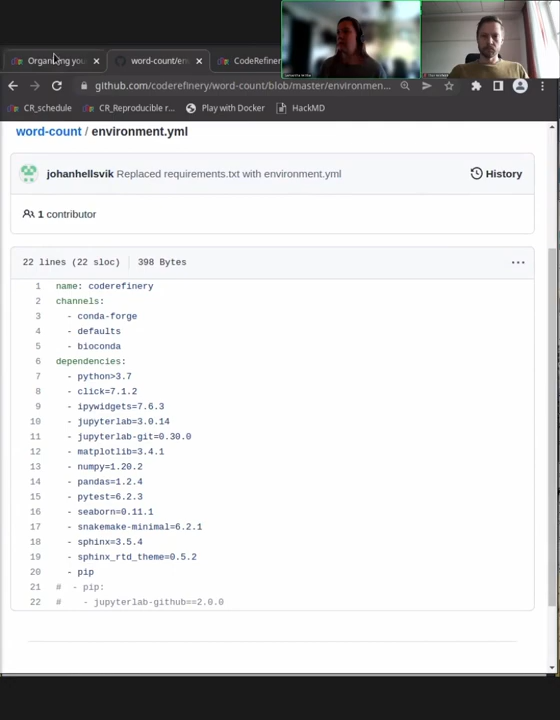 Organizing you
word-count/en
CodeRefiner
github.com/coderefinery/word-count/blob/master/environmen...
CR_schedule
CR_Reproducible r...
Play with Docker
HackMD
word-count / environment.yml
johanhellsvik Replaced requirements.txt with environment.yml
History
1 contributor
22 lines (22 sloc) 398 Bytes
1 name: coderefinery
2 channels:
3 - conda-forge
4 - defaults
5 - bioconda
6 dependencies:
7 - python>3.7
8 - click=7.1.2
9 - ipywidgets=7.6.3
10 - jupyterlab=3.0.14
11 - jupyterlab-git=0.30.0
12 - matplotlib=3.4.1
13 - numpy=1.20.2
14 - pandas=1.2.4
15 - pytest=6.2.3
16 - seaborn=0.11.1
17 - snakemake-minimal=6.2.1
18 - sphinx=3.5.4
19 - sphinx_rtd_theme=0.5.2
20 - pip
21 # - pip:
22 # - jupyterlab-github==2.0.0